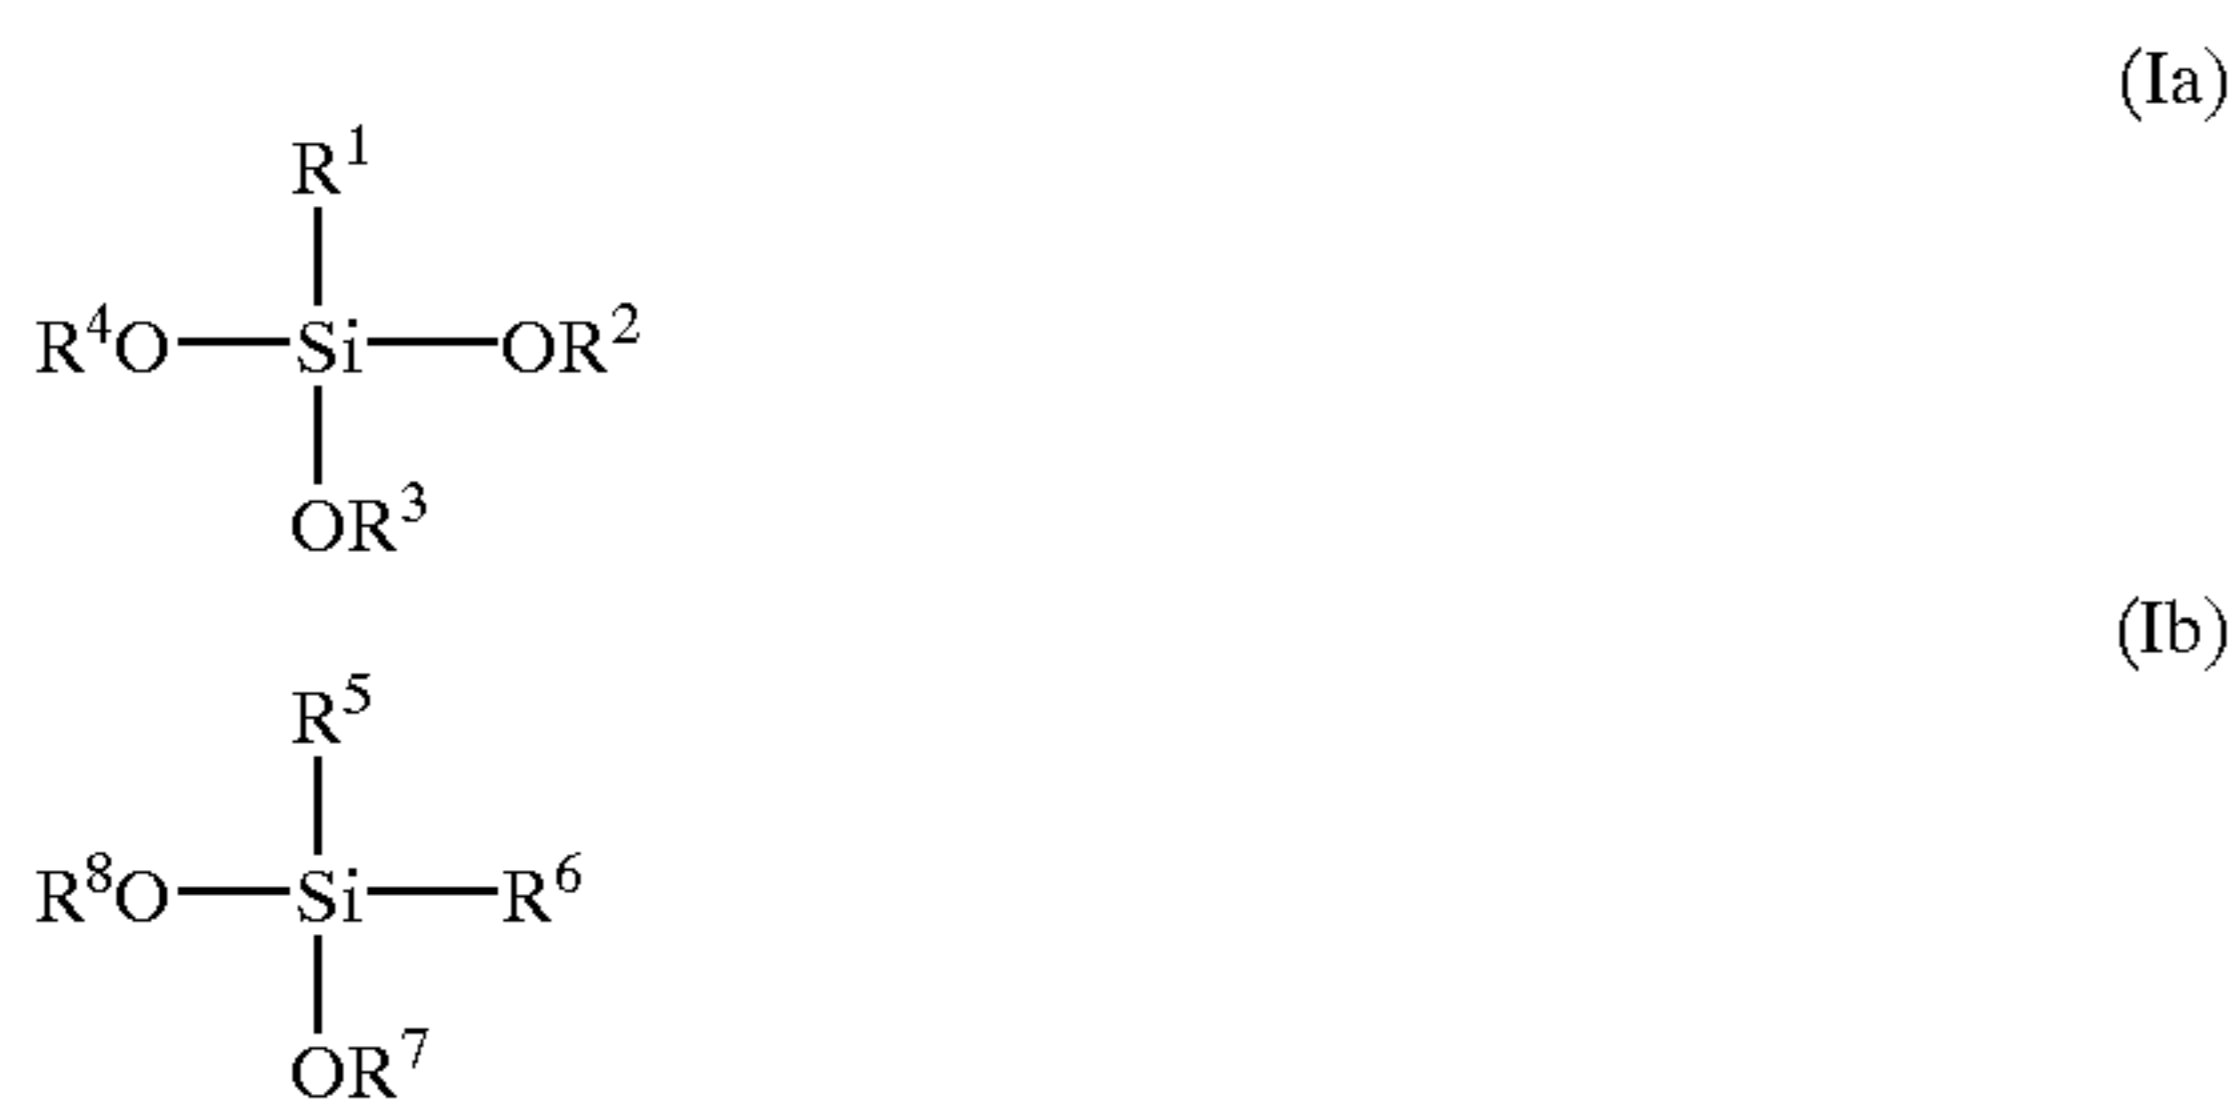 (Ia)
R¹
R⁴O—Si—OR²
OR³
(Ib)
R⁵
R⁸O—Si—R⁶
OR⁷